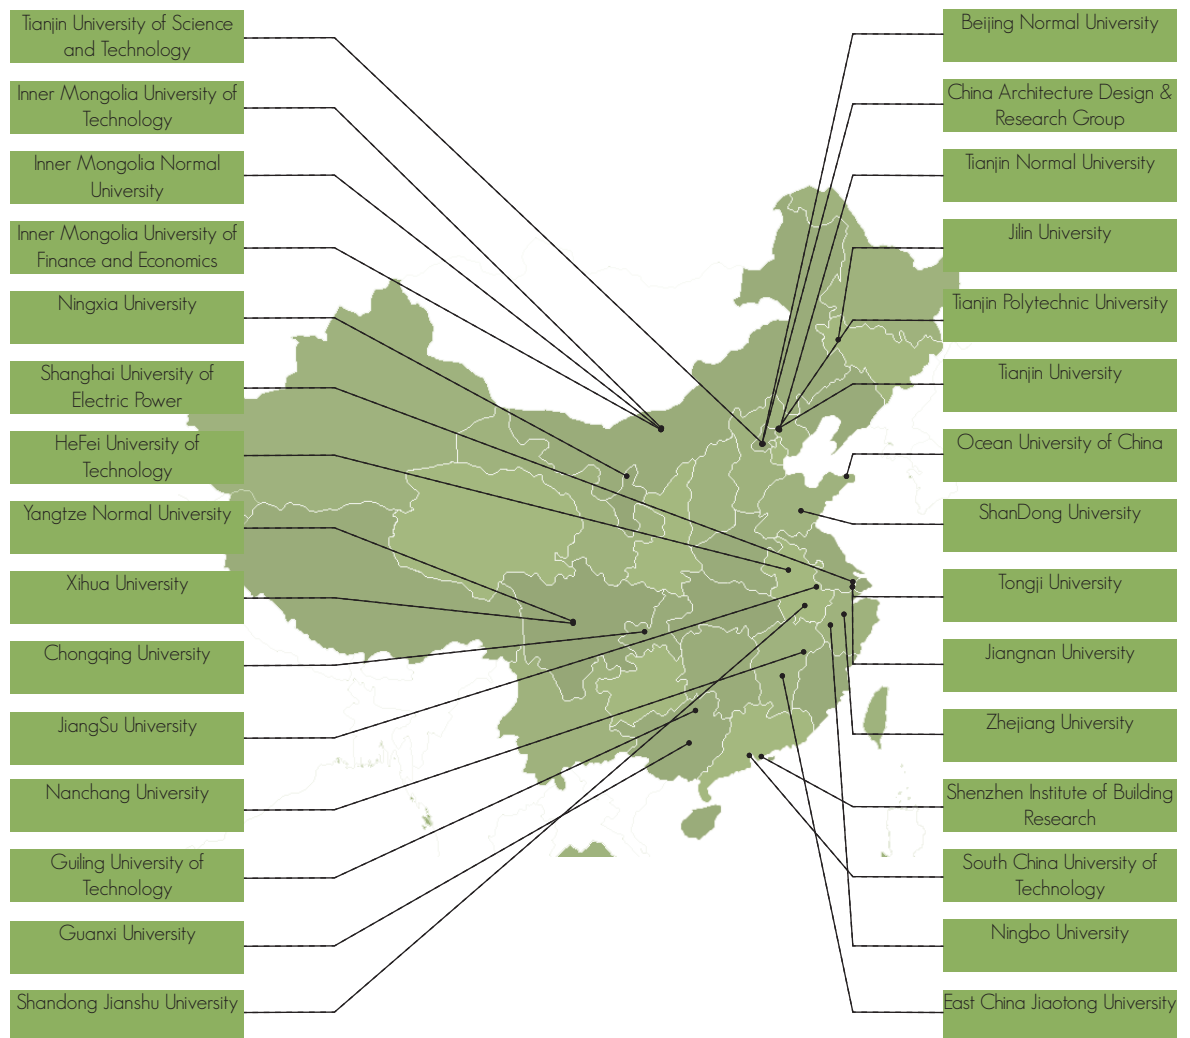 Tianjin University of Science
and Technology
Inner Mongolia University of
Technology
Inner Mongolia Normal
University
Inner Mongolia University of
Finance and Economics
Ningxia University
Shanghai University of
Electric Power
HeFei University of
Technology
Yangtze Normal University
Xihua University
Chongqing University
JiangSu University
Nanchang University
Guiling University of
Technology
Guanxi University
Shandong Jianshu University
Beijing Normal University
China Architecture Design &
Research Group
Tianjin Normal University
Jilin University
Tianjin Polytechnic University
Tianjin University
Ocean University of China
ShanDong University
Tongji University
Jiangnan University
Zhejiang University
Shenzhen Institute of Building
Research
South China University of
Technology
Ningbo University
East China Jiaotong University